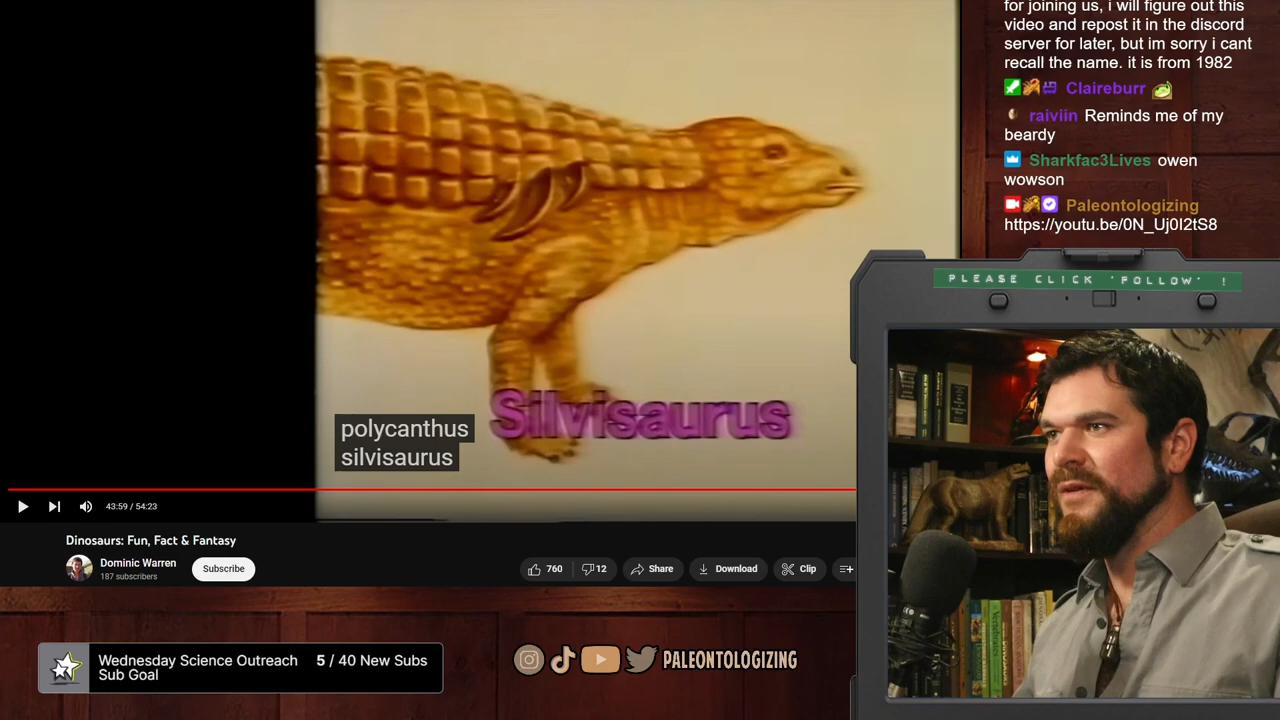 for joining us, i will figure out this
video and repost it in the discord
server for later, but im sorry i cant
recall the name. it is from 1982
Claireburr
raiviin Reminds me of my
beardy
Sharkfac3Lives owen
wowson
Paleontologizing
https://youtu.be/0N_Uj0I2tS8
PLEASE CLICK 'FOLLOW' !
Silvisaurus
polycanthus
silvisaurus
43:59 / 54:23
Dinosaurs: Fun, Fact & Fantasy
Dominic Warren
187 subscribers
Subscribe
760
12
Share
Download
Clip
Wednesday Science Outreach 5 / 40 New Subs
Sub Goal
PALEONTOLOGIZING